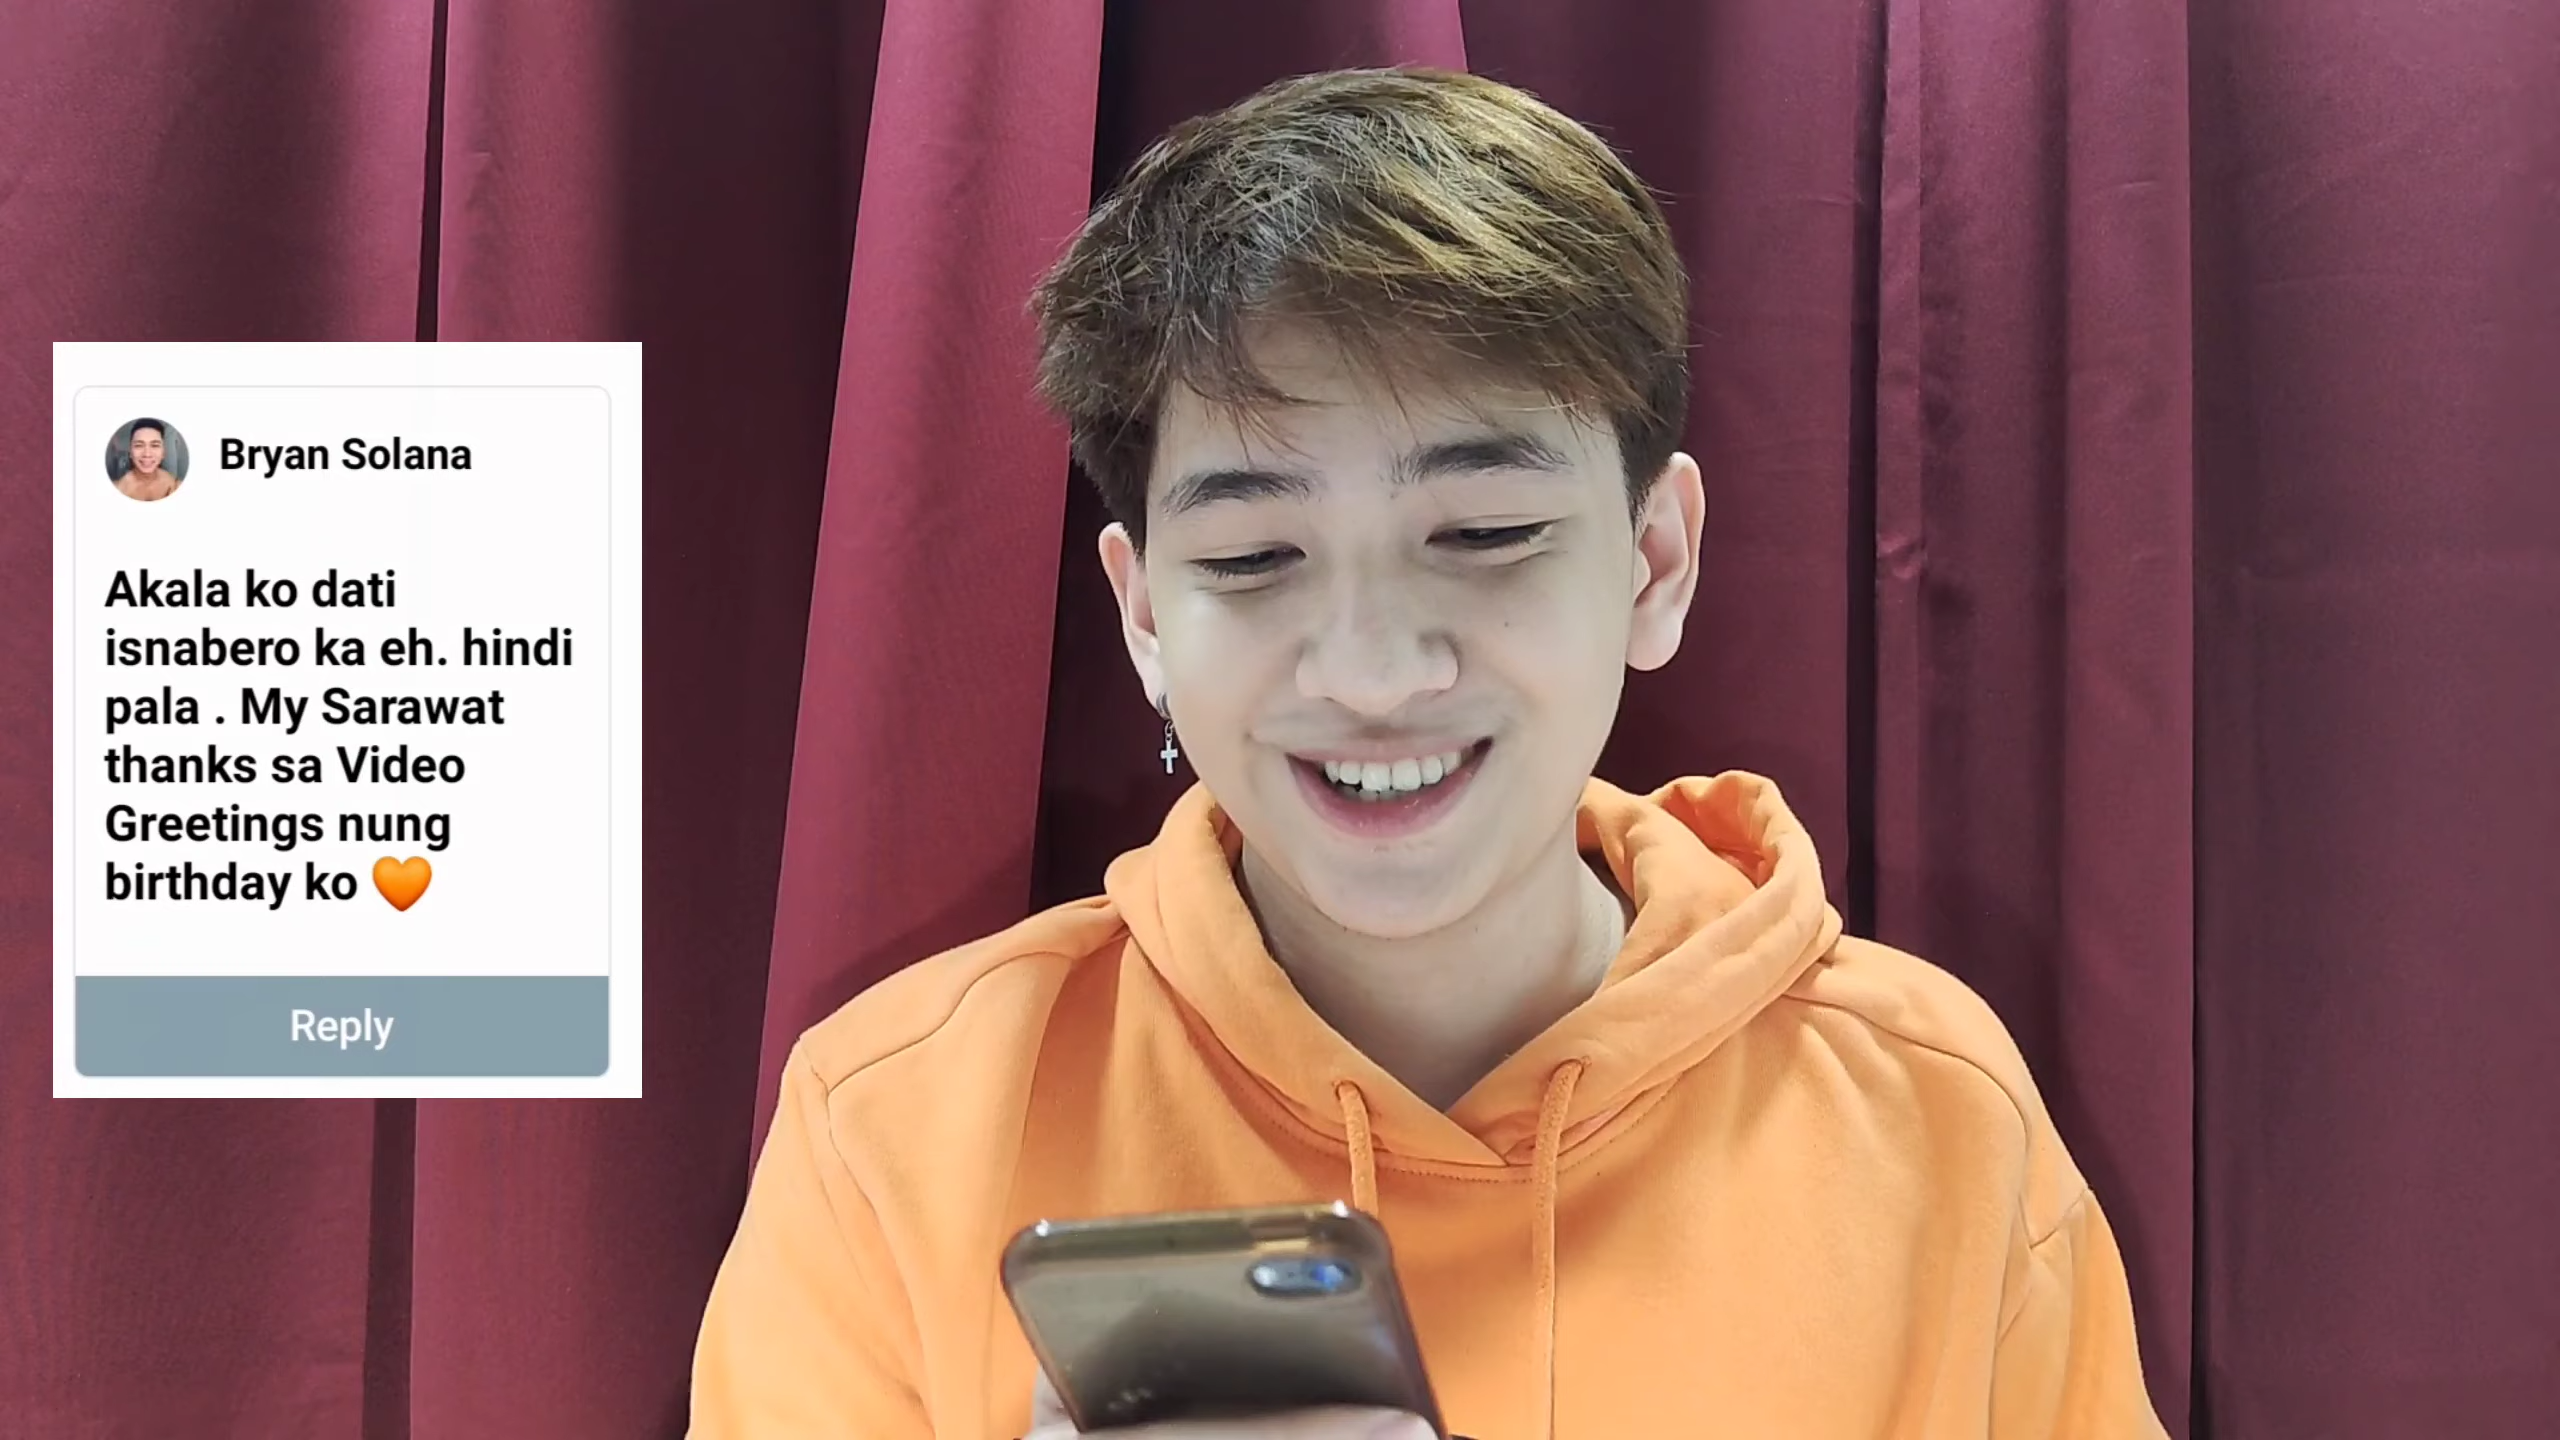 Bryan Solana
Akala ko dati
isnabero ka eh. hindi
pala . My Sarawat
thanks sa Video
Greetings nung
birthday ko 🧡
Reply